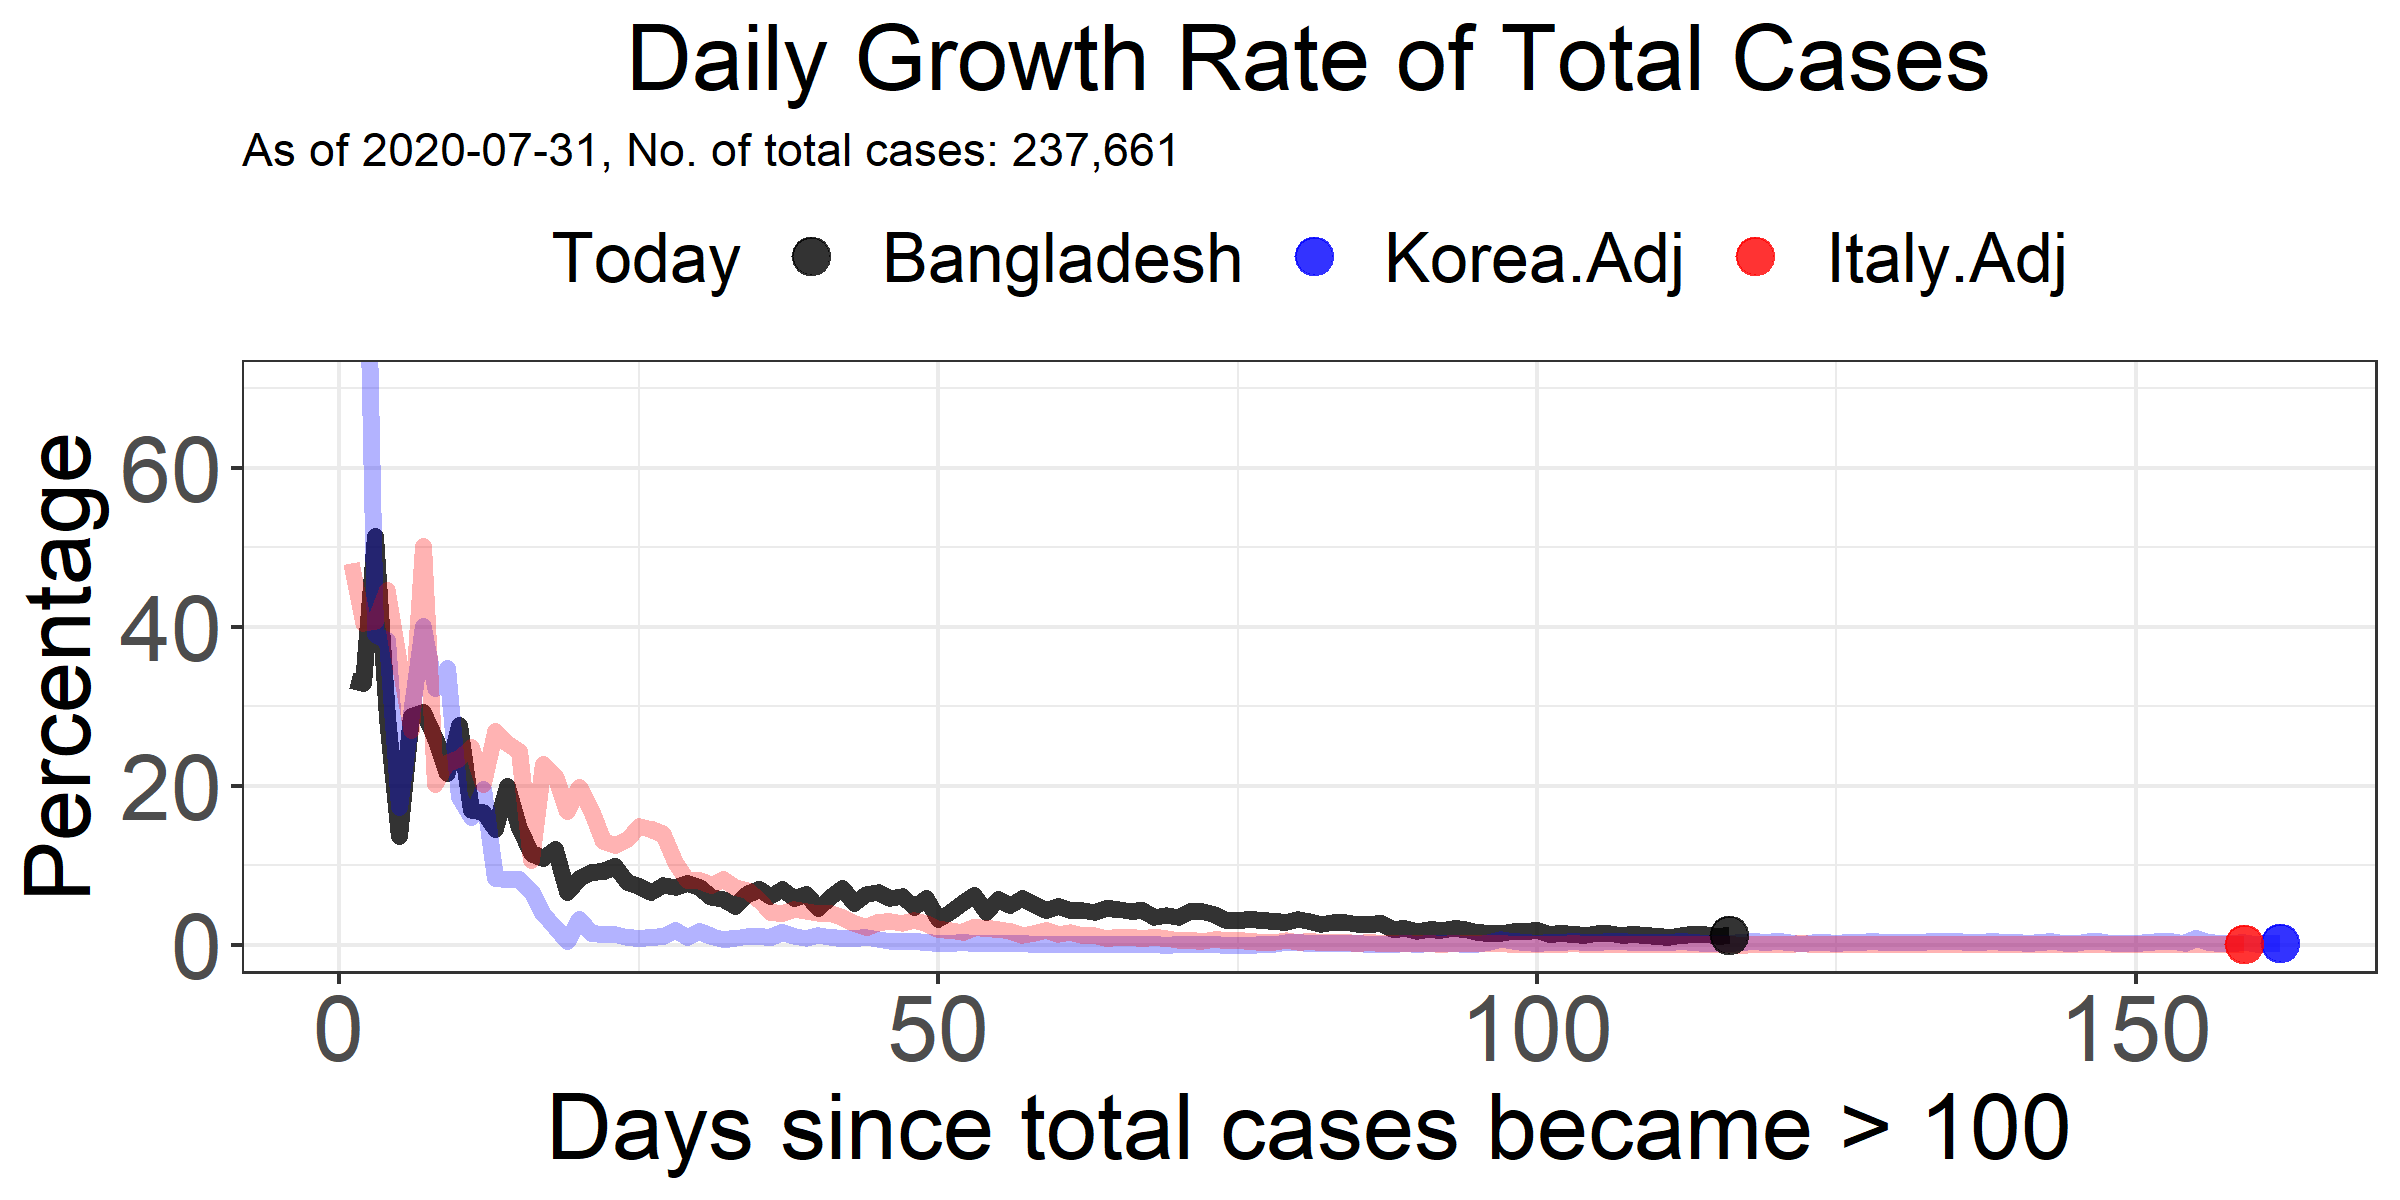 Daily Growth Rate of Total Cases
As of 2020-07-31, No. of total cases: 237,661
Today Bangladesh Korea.Adj Italy.Adj
Percentage
60
40
20
0
0 50 100 150
Days since total cases became > 100